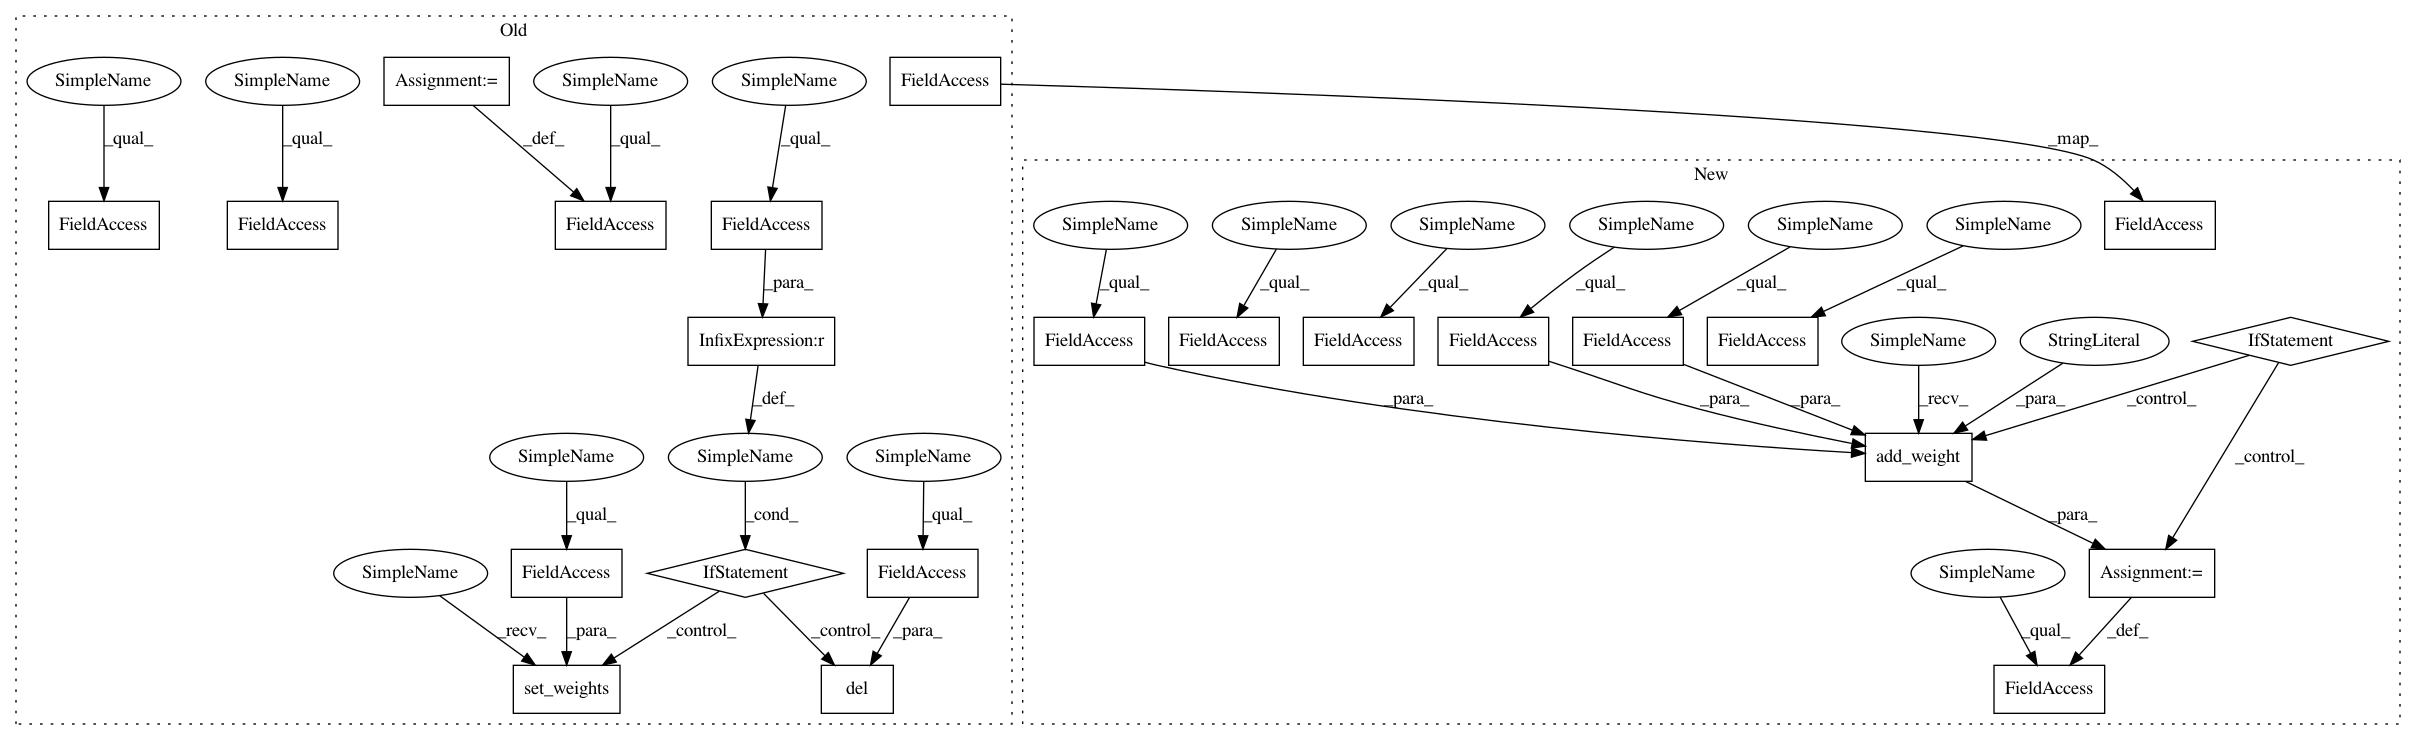 Old
SimpleName
SimpleName
Assignment:=
SimpleName
SimpleName
FieldAccess
_qual_
_qual_
_def_
_qual_
_qual_
_map_
New
FieldAccess
FieldAccess
FieldAccess
FieldAccess
SimpleName
SimpleName
SimpleName
SimpleName
SimpleName
SimpleName
FieldAccess
_para_
_qual_
_qual_
_qual_
_qual_
_qual_
_qual_
InfixExpression:r
FieldAccess
FieldAccess
FieldAccess
FieldAccess
FieldAccess
FieldAccess
SimpleName
StringLiteral
IfStatement
_def_
_para_
_para_
_para_
_recv_
_para_
_control_
SimpleName
SimpleName
SimpleName
add_weight
_control_
_qual_
_cond_
_qual_
_para_
SimpleName
FieldAccess
IfStatement
FieldAccess
SimpleName
Assignment:=
_recv_
_para_
_control_
_control_
_para_
_qual_
_def_
set_weights
del
FieldAccess